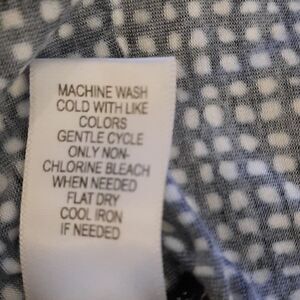 MACHINE WASH
COLD WITH LIKE
COLORS
GENTLE CYCLE
ONLY NON-
CHLORINE BLEACH
WHEN NEEDED
FLAT DRY
COOL IRON
IF NEEDED